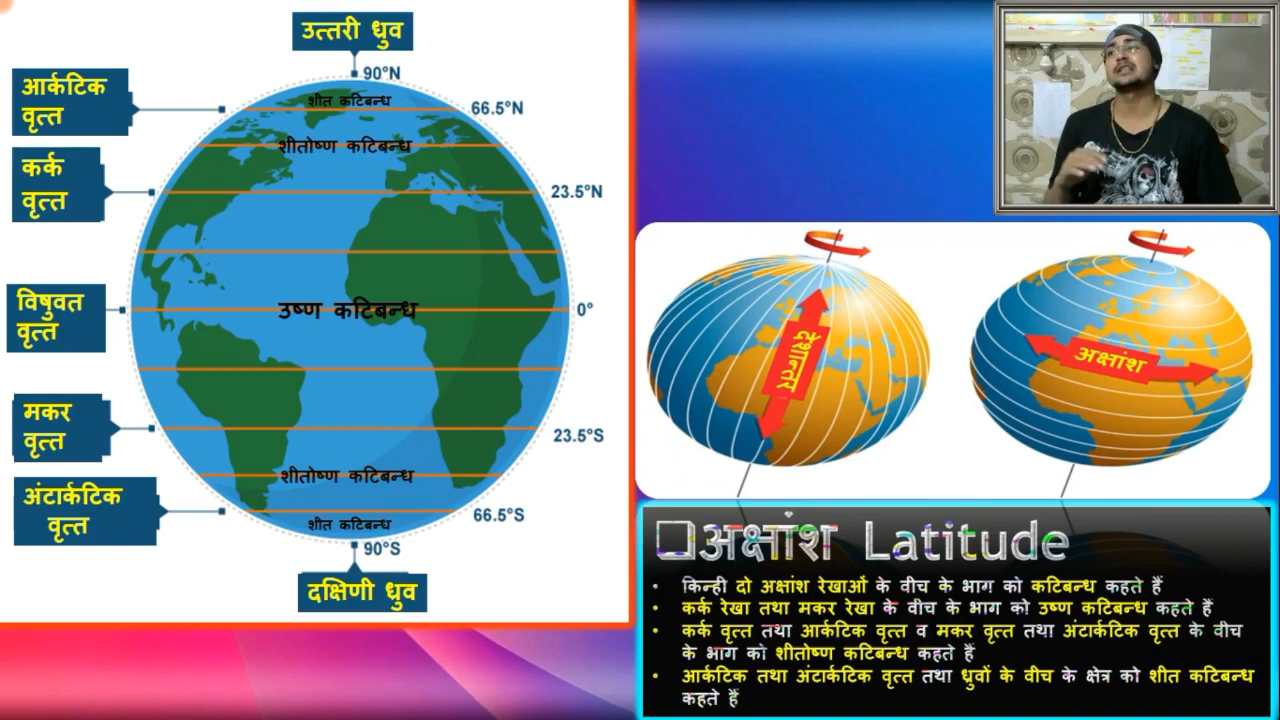 उत्तरी ध्रुव
90°N
आर्कटिक
वृत्त
शीत कटिबन्ध
66.5°N
शीतोष्ण कटिबन्ध
कर्क
वृत्त
23.5°N
विषुवत
वृत्त
उष्ण कटिबन्ध
0°
मकर
वृत्त
23.5°S
शीतोष्ण कटिबन्ध
अंटार्कटिक
वृत्त
66.5°S
शीत कटिबन्ध
90°S
दक्षिणी ध्रुव
देशान्तर
अक्षांश
अक्षांश Latitude
• किन्ही दो अक्षांश रेखाओं के वीच के भाग को कटिबन्ध कहते हैं
• कर्क रेखा तथा मकर रेखा के वीच के भाग को उष्ण कटिबन्ध कहते हैं
• कर्क वृत्त तथा आर्कटिक वृत्त व मकर वृत्त तथा अंटार्कटिक वृत्त के वीच
के भाग को शीतोष्ण कटिबन्ध कहते हैं
• आर्कटिक तथा अंटार्कटिक वृत्त तथा ध्रुवों के वीच के क्षेत्र को शीत कटिबन्ध
कहते हैं